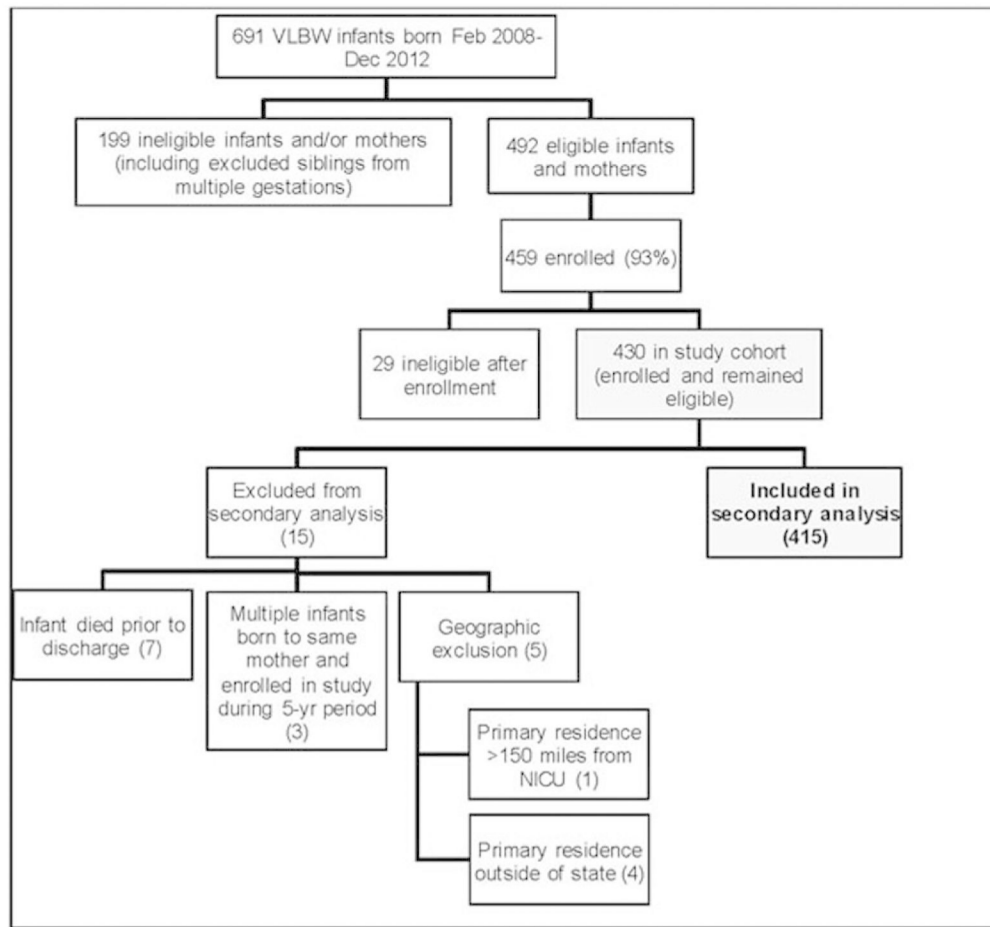 691 VLBW infants born Feb 2008-
Dec 2012
199 ineligible infants and/or mothers
(including excluded siblings from
multiple gestations)
492 eligible infants
and mothers
459 enrolled (93%)
29 ineligible after
enrollment
430 in study cohort
(enrolled and remained
eligible)
Excluded from
secondary analysis
(15)
Included in
secondary analysis
(415)
Infant died prior to
discharge (7)
Multiple infants
born to same
mother and
enrolled in study
during 5-yr period
(3)
Geographic
exclusion (5)
Primary residence
>150 miles from
NICU (1)
Primary residence
outside of state (4)